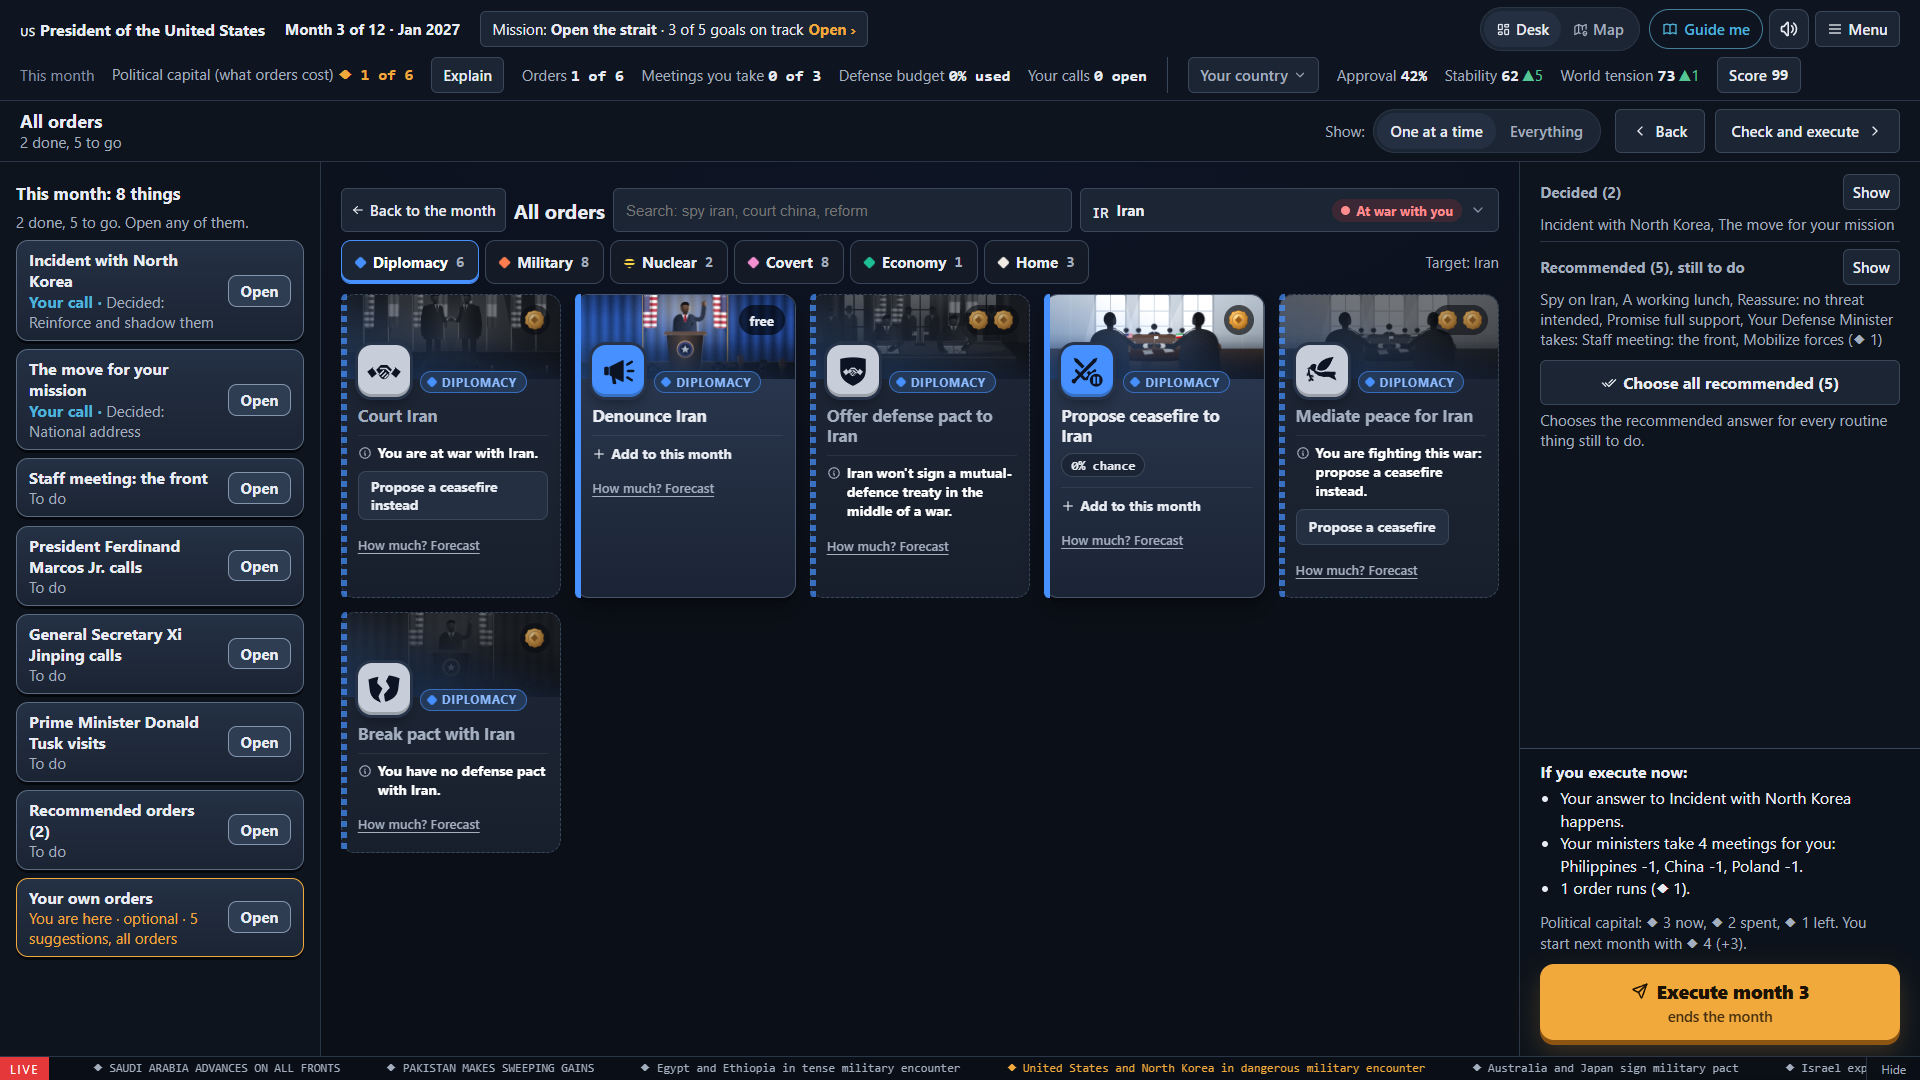 US President of the United States
Month 3 of 12 · Jan 2027
Mission: Open the strait · 3 of 5 goals on track Open ›
Desk
Map
Guide me
Menu
This month
Political capital (what orders cost) 1 of 6
Explain
Orders 1 of 6
Meetings you take 0 of 3
Defense budget 0% used
Your calls 0 open
Your country
Approval 42%
Stability 62 ▲5
World tension 73 ▲1
Score 99
All orders
2 done, 5 to go
Show:
One at a time
Everything
Back
Check and execute
This month: 8 things
2 done, 5 to go. Open any of them.
Incident with North
Korea
Your call · Decided:
Reinforce and shadow them
Open
The move for your
mission
Your call · Decided:
National address
Open
Staff meeting: the front
To do
Open
President Ferdinand
Marcos Jr. calls
To do
Open
General Secretary Xi
Jinping calls
To do
Open
Prime Minister Donald
Tusk visits
To do
Open
Recommended orders
(2)
To do
Open
Your own orders
You are here · optional · 5
suggestions, all orders
Open
← Back to the month
All orders
Search: spy iran, court china, reform
IR Iran
At war with you
Diplomacy 6
Military 8
Nuclear 2
Covert 8
Economy 1
Home 3
Target: Iran
DIPLOMACY
Court Iran
You are at war with Iran.
Propose a ceasefire
instead
How much? Forecast
free
DIPLOMACY
Denounce Iran
+ Add to this month
How much? Forecast
DIPLOMACY
Offer defense pact to
Iran
Iran won't sign a mutual-
defence treaty in the
middle of a war.
How much? Forecast
DIPLOMACY
Propose ceasefire to
Iran
0% chance
+ Add to this month
How much? Forecast
DIPLOMACY
Mediate peace for Iran
You are fighting this war:
propose a ceasefire
instead.
Propose a ceasefire
How much? Forecast
DIPLOMACY
Break pact with Iran
You have no defense pact
with Iran.
How much? Forecast
Decided (2)
Show
Incident with North Korea, The move for your mission
Recommended (5), still to do
Show
Spy on Iran, A working lunch, Reassure: no threat
intended, Promise full support, Your Defense Minister
takes: Staff meeting: the front, Mobilize forces (◆ 1)
Choose all recommended (5)
Chooses the recommended answer for every routine
thing still to do.
If you execute now:
• Your answer to Incident with North Korea
happens.
• Your ministers take 4 meetings for you:
Philippines -1, China -1, Poland -1.
• 1 order runs (◆ 1).
Political capital: ◆ 3 now, ◆ 2 spent, ◆ 1 left. You
start next month with ◆ 4 (+3).
Execute month 3
ends the month
LIVE
◆ SAUDI ARABIA ADVANCES ON ALL FRONTS
◆ PAKISTAN MAKES SWEEPING GAINS
◆ Egypt and Ethiopia in tense military encounter
◆ United States and North Korea in dangerous military encounter
◆ Australia and Japan sign military pact
◆ Israel exp
Hide